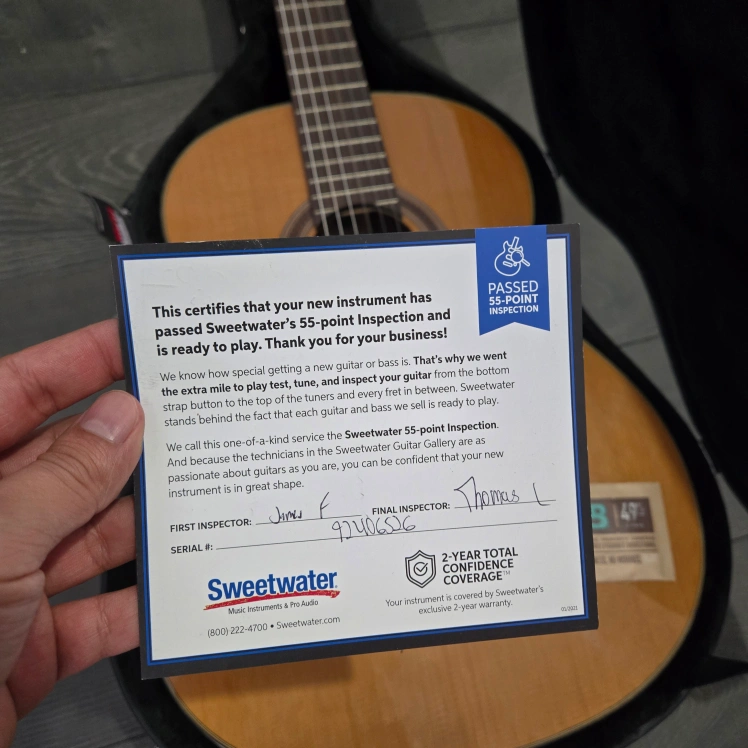 PASSED
55-POINT
INSPECTION
This certifies that your new instrument has
passed Sweetwater's 55-point Inspection and
is ready to play. Thank you for your business!
We know how special getting a new guitar or bass is. That's why we went
the extra mile to play test, tune, and inspect your guitar from the bottom
strap button to the top of the tuners and every fret in between. Sweetwater
stands behind the fact that each guitar and bass we sell is ready to play.
We call this one-of-a-kind service the Sweetwater 55-point Inspection.
And because the technicians in the Sweetwater Guitar Gallery are as
passionate about guitars as you are, you can be confident that your new
instrument is in great shape.
FIRST INSPECTOR: James F FINAL INSPECTOR: Thomas L
SERIAL #: 92406526
Sweetwater
Music Instruments & Pro Audio
(800) 222-4700 • Sweetwater.com
2-YEAR TOTAL
CONFIDENCE
COVERAGE™
Your instrument is covered by Sweetwater's
exclusive 2-year warranty.
49%